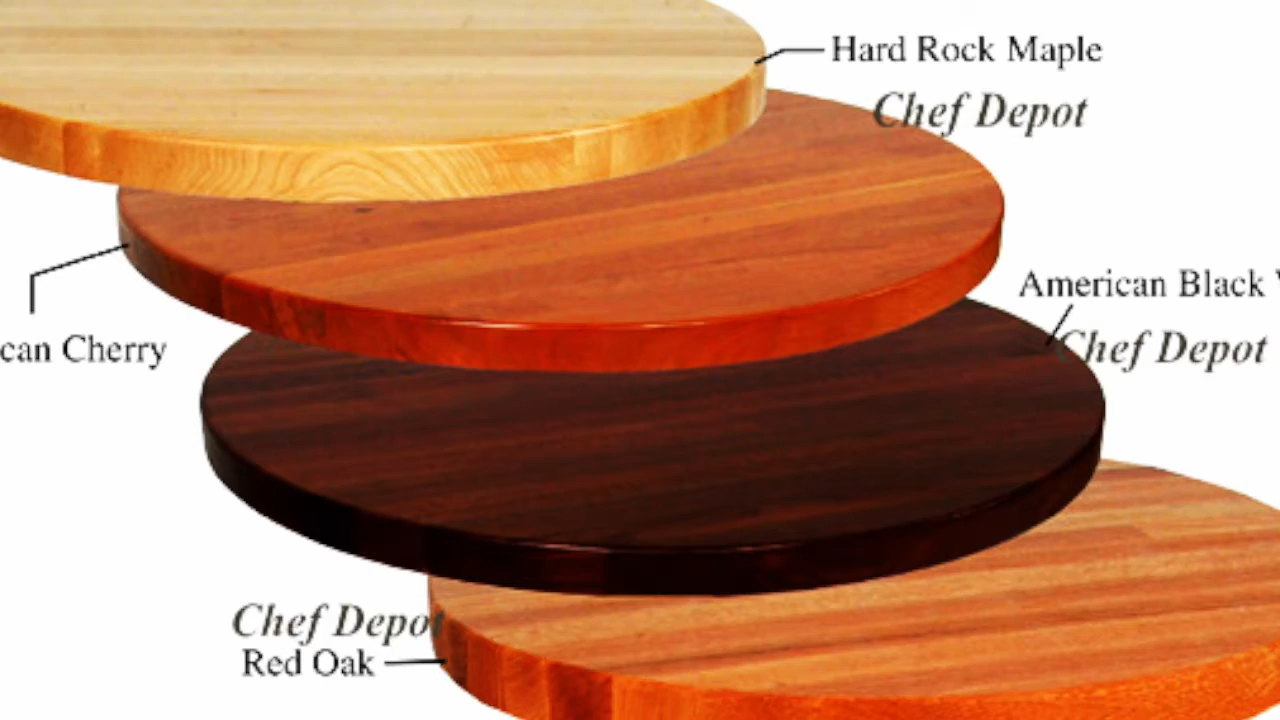 Hard Rock Maple
Chef Depot
American Black
Chef Depot
can Cherry
Chef Depot
Red Oak